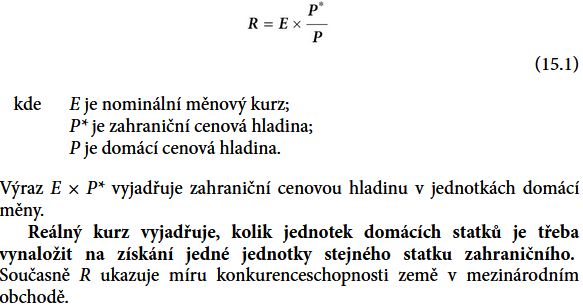 R = E × P* / P
(15.1)
kde E je nominální měnový kurz;
P* je zahraniční cenová hladina;
P je domácí cenová hladina.
Výraz E × P* vyjadřuje zahraniční cenovou hladinu v jednotkách domácí
měny.
Reálný kurz vyjadřuje, kolik jednotek domácích statků je třeba
vynaložit na získání jedné jednotky stejného statku zahraničního.
Současně R ukazuje míru konkurenceschopnosti země v mezinárodním
obchodě.